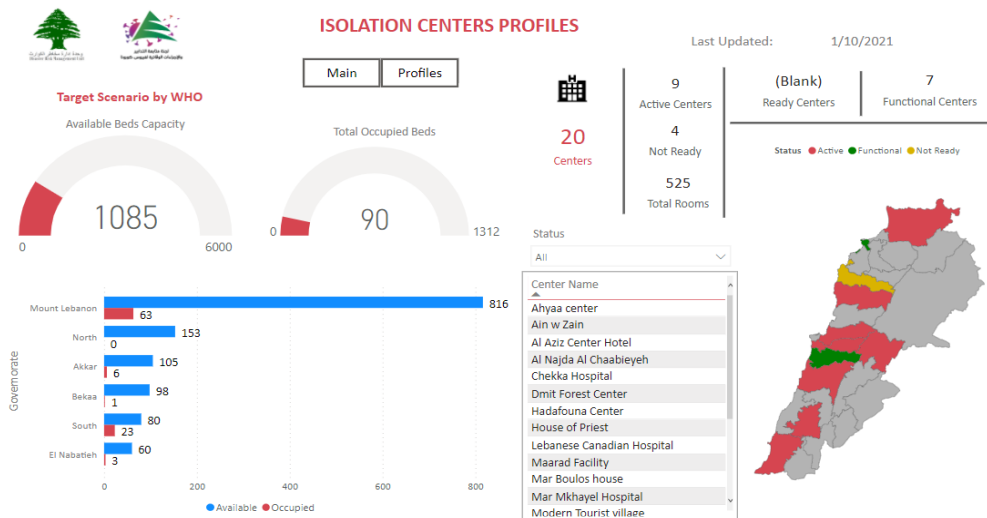 ISOLATION CENTERS PROFILES
Last Updated: 1/10/2021
Main
Profiles
Target Scenario by WHO
Available Beds Capacity
1085
0
6000
Total Occupied Beds
90
0
1312
20
Centers
9
Active Centers
4
Not Ready
525
Total Rooms
(Blank)
Ready Centers
7
Functional Centers
Status Active Functional Not Ready
Status
All
Center Name
Ahyaa center
Ain w Zain
Al Aziz Center Hotel
Al Najda Al Chaabieyeh
Chekka Hospital
Dmit Forest Center
Hadafouna Center
House of Priest
Lebanese Canadian Hospital
Maarad Facility
Mar Boulos house
Mar Mkhayel Hospital
Modern Tourist village
Governorate
Mount Lebanon
816
63
North
153
0
Akkar
105
6
Bekaa
98
1
South
80
23
El Nabatieh
60
3
0 200 400 600 800
Available Occupied